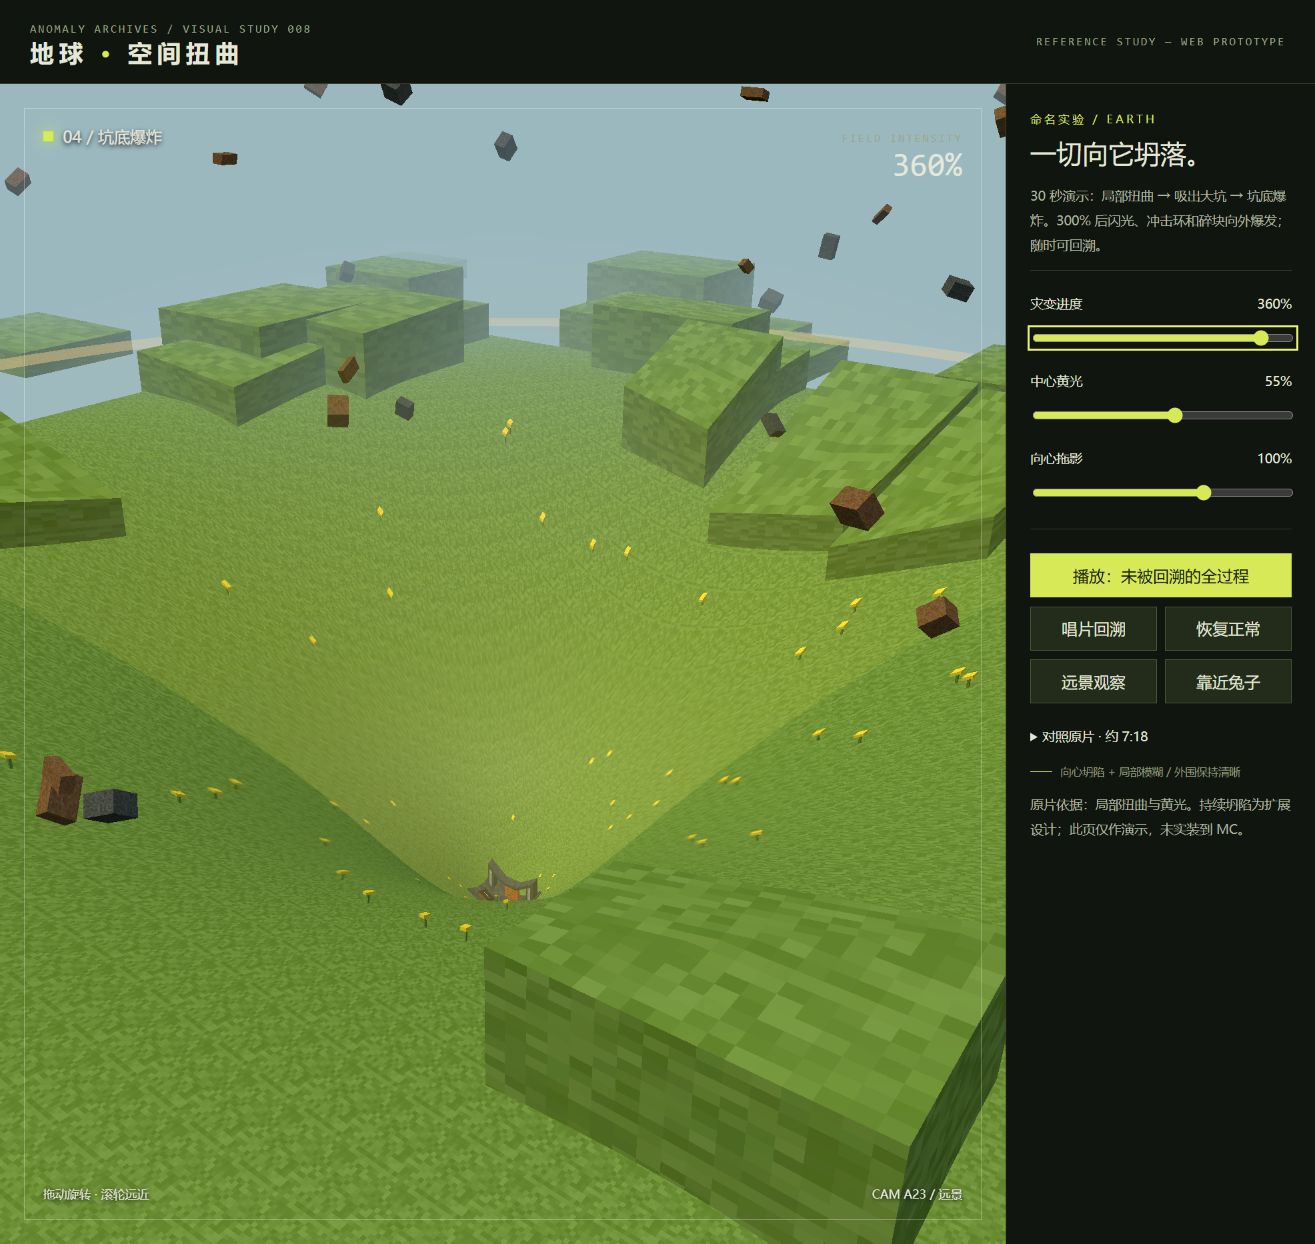 ANOMALY ARCHIVES / VISUAL STUDY 008
地球 • 空间扭曲
REFERENCE STUDY — WEB PROTOTYPE
04 / 坑底爆炸
FIELD INTENSITY
360%
拖动旋转 · 滚轮远近
CAM A23 / 远景
命名实验 / EARTH
一切向它坍落。
30 秒演示：局部扭曲 → 吸出大坑 → 坑底爆
炸。300% 后闪光、冲击环和碎块向外爆发；
随时可回溯。
灾变进度 360%
中心黄光 55%
向心拖影 100%
播放：未被回溯的全过程
唱片回溯 恢复正常
远景观察 靠近兔子
▶ 对照原片 · 约 7:18
向心坍陷 + 局部模糊 / 外围保持清晰
原片依据：局部扭曲与黄光。持续坍陷为扩展
设计；此页仅作演示，未实装到 MC。